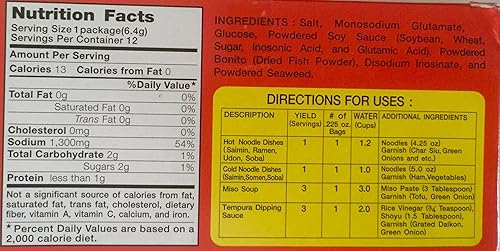 Nutrition Facts
Serving Size 1 package(6.4g)
Servings Per Container 12
Amount Per Serving
Calories 13 Calories from Fat 0
%Daily Value*
Total Fat 0g 0%
Saturated Fat 0g 0%
Trans Fat 0g 0%
Cholesterol 0mg 0%
Sodium 1,300mg 54%
Total Carbohydrate 2g 1%
Sugars 2g 1%
Protein less than 1g
Not a significant source of calories from fat,
saturated fat, trans fat, cholesterol, dietary
fiber, vitamin A, vitamin C, calcium, and iron.
*Percent Daily Values are based on a
2,000 calorie diet.
INGREDIENTS : Salt, Monosodium Glutamate,
Glucose, Powdered Soy Sauce (Soybean, Wheat,
Sugar, Inosonic Acid, and Glutamic Acid). Powdered
Bonito (Dried Fish Powder), Disodium Inosinate, and
Powdered Seaweed.
DIRECTIONS FOR USES :
DESCRIPTION YIELD (Servings) # of .225 oz. Bags WATER (Cups) ADDITIONAL INGREDIENTS
Hot Noodle Dishes 1 1 1.2 Noodles (4.25 oz)
(Saimin, Ramen, Garnish (Char Siu, Green
Udon, Soba) Onions and etc.)
Cold Noodle Dishes 1 1 1.0 Noodles (5.0 oz)
(Saimin,Somen,Soba) Garnish (Ham,Vegetables)
Miso Soup 3 1 3.0 Miso Paste (3 Tablespoon)
Garnish (Tofu, Green Onion)
Tempura Dipping 3 1 2.0 Rice Vinegar (¾ Teaspoon),
Sauce Shoyu (1.5 Tablespoon),
Garnish (Grated Daikon,
Green Onion)